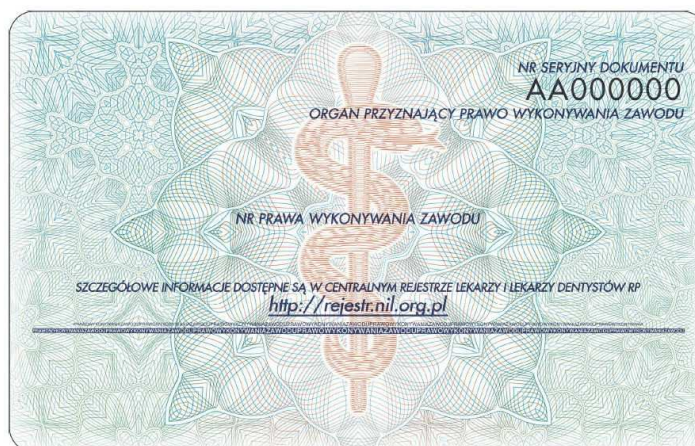 NR SERYJNY DOKUMENTU
AA000000
ORGAN PRZYZNAJĄCY PRAWO WYKONYWANIA ZAWODU
NR PRAWA WYKONYWANIA ZAWODU
SZCZEGÓŁOWE INFORMACJE DOSTĘPNE SĄ W CENTRALNYM REJESTRZE LEKARZY I LEKARZY DENTYSTÓW RP
http://rejestr.nil.org.pl